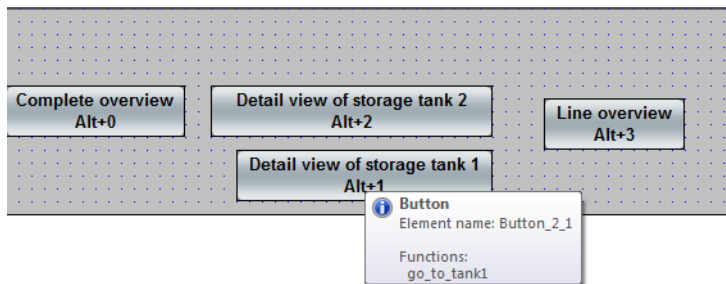 Complete overview
Alt+0
Detail view of storage tank 2
Alt+2
Line overview
Alt+3
Detail view of storage tank 1
Alt+1
Button
Element name: Button_2_1
Functions:
go_to_tank1